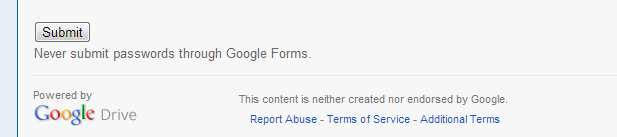 Submit
Never submit passwords through Google Forms.
Powered by
Google Drive
This content is neither created nor endorsed by Google.
Report Abuse - Terms of Service - Additional Terms